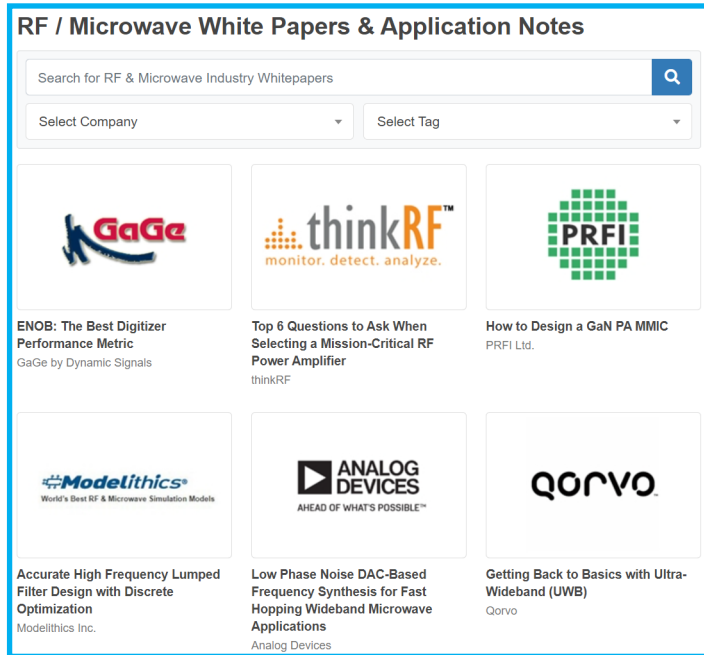 RF / Microwave White Papers & Application Notes
Search for RF & Microwave Industry Whitepapers
Select Company
Select Tag
GaGe
thinkRF™
monitor. detect. analyze.
PRFI
ENOB: The Best Digitizer
Performance Metric
GaGe by Dynamic Signals
Top 6 Questions to Ask When
Selecting a Mission-Critical RF
Power Amplifier
thinkRF
How to Design a GaN PA MMIC
PRFI Ltd.
Modelithics®
World's Best RF & Microwave Simulation Models
ANALOG
DEVICES
AHEAD OF WHAT'S POSSIBLE™
QORVO
Accurate High Frequency Lumped
Filter Design with Discrete
Optimization
Modelithics Inc.
Low Phase Noise DAC-Based
Frequency Synthesis for Fast
Hopping Wideband Microwave
Applications
Analog Devices
Getting Back to Basics with Ultra-
Wideband (UWB)
Qorvo